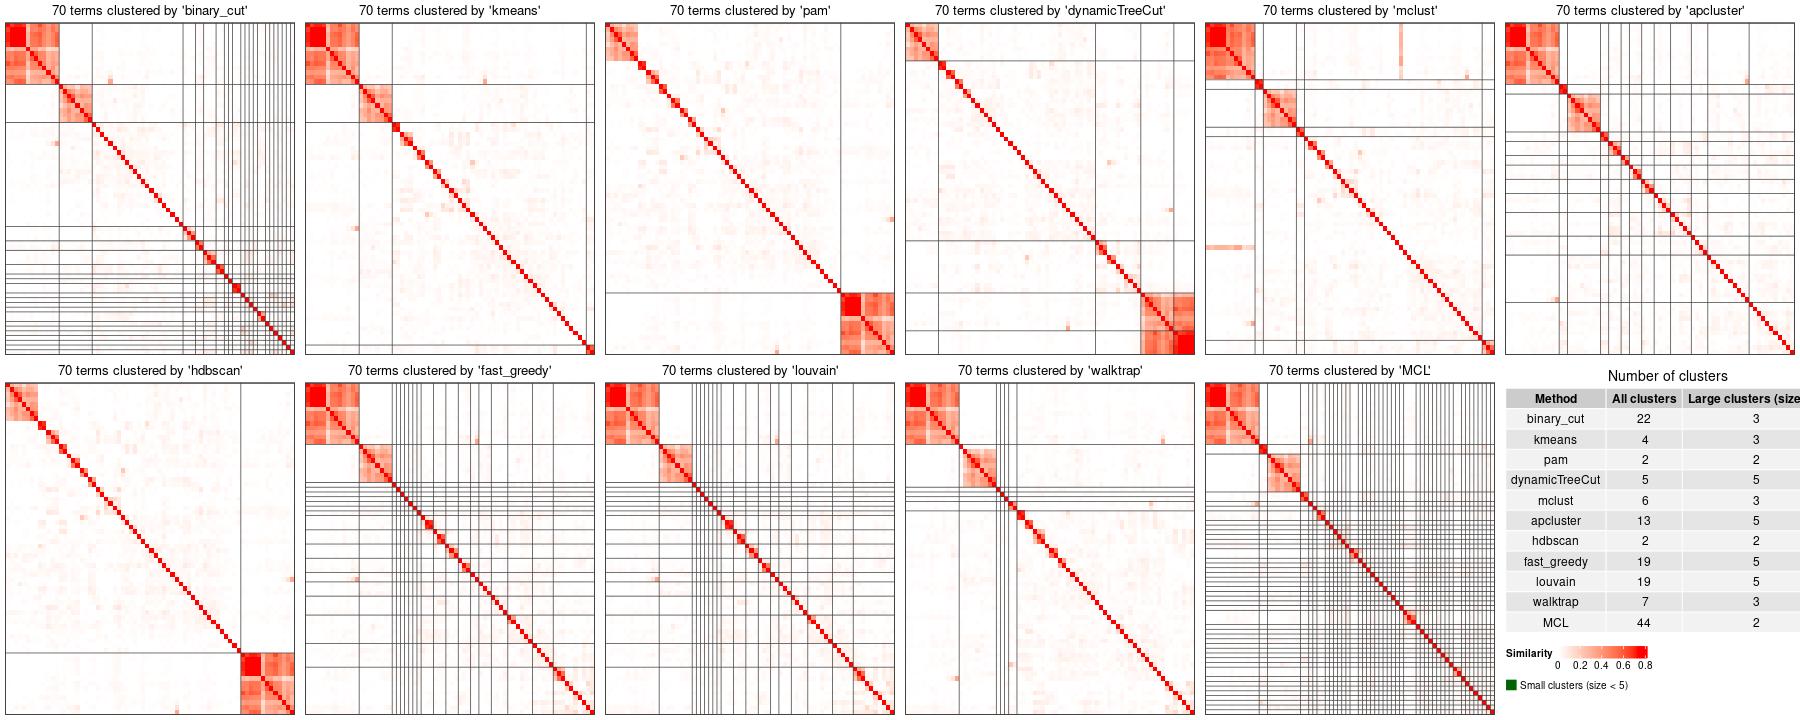 70 terms clustered by 'binary_cut'
70 terms clustered by 'kmeans'
70 terms clustered by 'pam'
70 terms clustered by 'dynamicTreeCut'
70 terms clustered by 'mclust'
70 terms clustered by 'apcluster'
70 terms clustered by 'hdbscan'
70 terms clustered by 'fast_greedy'
70 terms clustered by 'louvain'
70 terms clustered by 'walktrap'
70 terms clustered by 'MCL'
Number of clusters
Method All clusters Large clusters (size
binary_cut 22 3
kmeans 4 3
pam 2 2
dynamicTreeCut 5 5
mclust 6 3
apcluster 13 5
hdbscan 2 2
fast_greedy 19 5
louvain 19 5
walktrap 7 3
MCL 44 2
Similarity
0 0.2 0.4 0.6 0.8
Small clusters (size < 5)